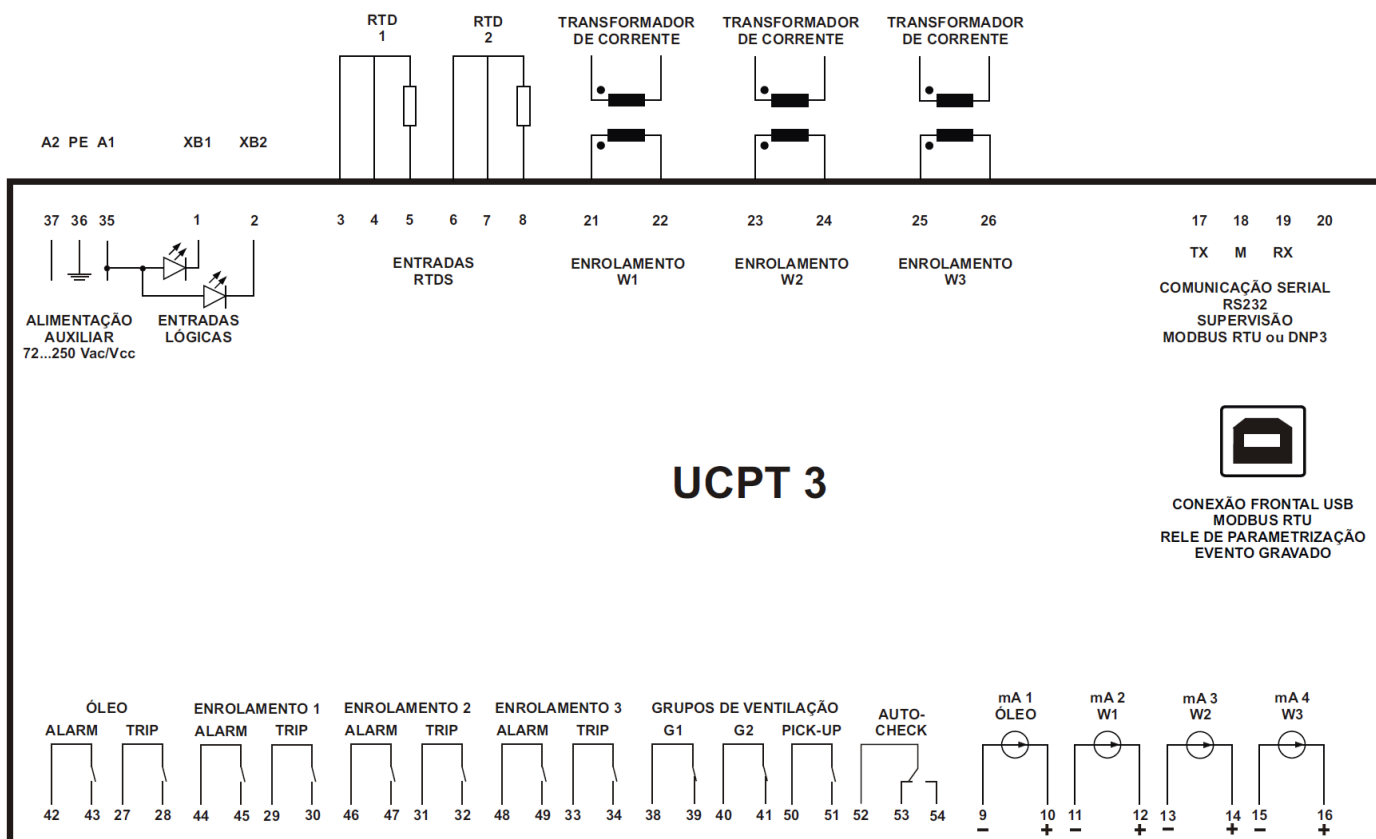 RTD
1
RTD
2
TRANSFORMADOR
DE CORRENTE
TRANSFORMADOR
DE CORRENTE
TRANSFORMADOR
DE CORRENTE
A2 PE A1 XB1 XB2
37 36 35 1 2 3 4 5 6 7 8 21 22 23 24 25 26 17 18 19 20
TX M RX
ENTRADAS
RTDS
ENROLAMENTO
W1
ENROLAMENTO
W2
ENROLAMENTO
W3
COMUNICAÇÃO SERIAL
RS232
SUPERVISÃO
MODBUS RTU ou DNP3
ALIMENTAÇÃO
AUXILIAR
72...250 Vac/Vcc
ENTRADAS
LÓGICAS
UCPT 3
CONEXÃO FRONTAL USB
MODBUS RTU
RELE DE PARAMETRIZAÇÃO
EVENTO GRAVADO
ÓLEO
ALARM TRIP
ENROLAMENTO 1
ALARM TRIP
ENROLAMENTO 2
ALARM TRIP
ENROLAMENTO 3
ALARM TRIP
GRUPOS DE VENTILAÇÃO
G1 G2 PICK-UP
AUTO-
CHECK
mA 1
ÓLEO
mA 2
W1
mA 3
W2
mA 4
W3
42 43 27 28 44 45 29 30 46 47 31 32 48 49 33 34 38 39 40 41 50 51 52 53 54 9 10 11 12 13 14 15 16
– + – + – + – +